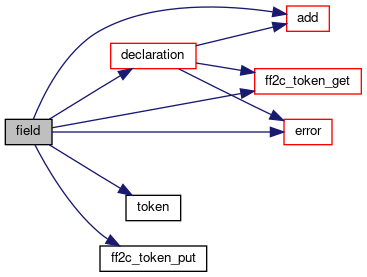 add
declaration
ff2c_token_get
field
error
token
ff2c_token_put